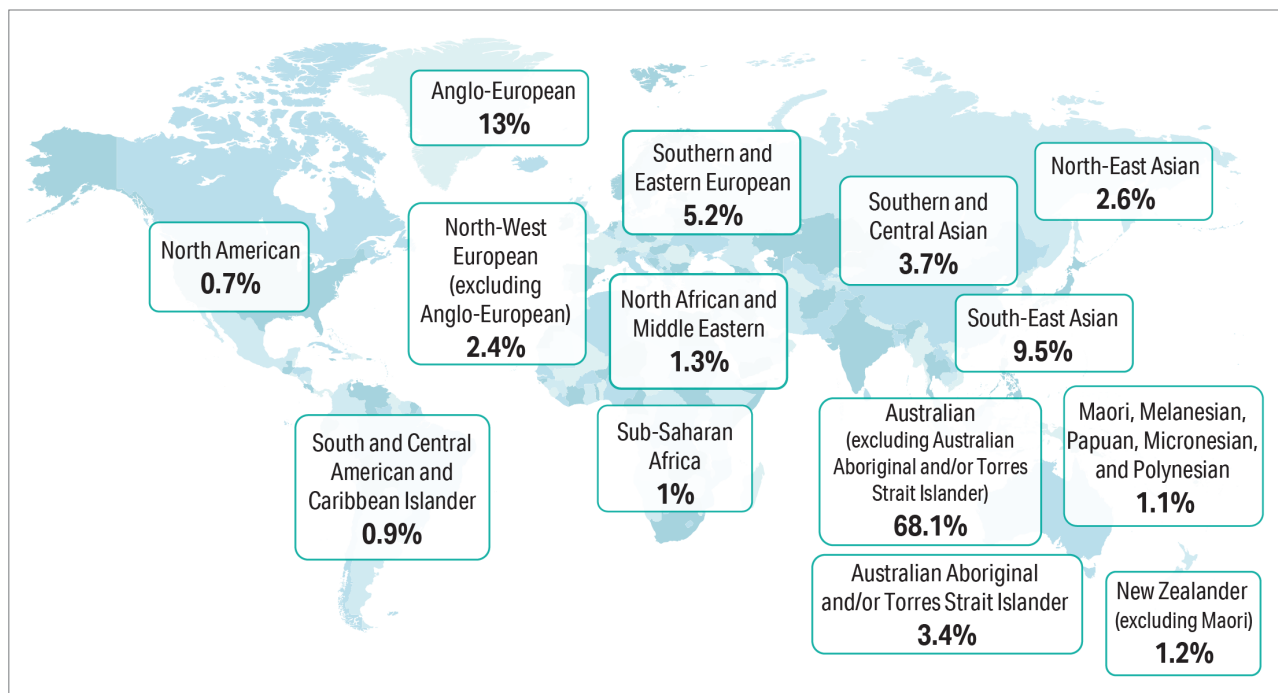 Anglo-European
13%
Southern and
Eastern European
5.2%
North-East Asian
2.6%
Southern and
Central Asian
3.7%
North American
0.7%
North-West
European
(excluding
Anglo-European)
2.4%
North African and
Middle Eastern
1.3%
South-East Asian
9.5%
South and Central
American and
Caribbean Islander
0.9%
Sub-Saharan
Africa
1%
Australian
(excluding Australian
Aboriginal and/or Torres
Strait Islander)
68.1%
Maori, Melanesian,
Papuan, Micronesian,
and Polynesian
1.1%
Australian Aboriginal
and/or Torres Strait Islander
3.4%
New Zealander
(excluding Maori)
1.2%